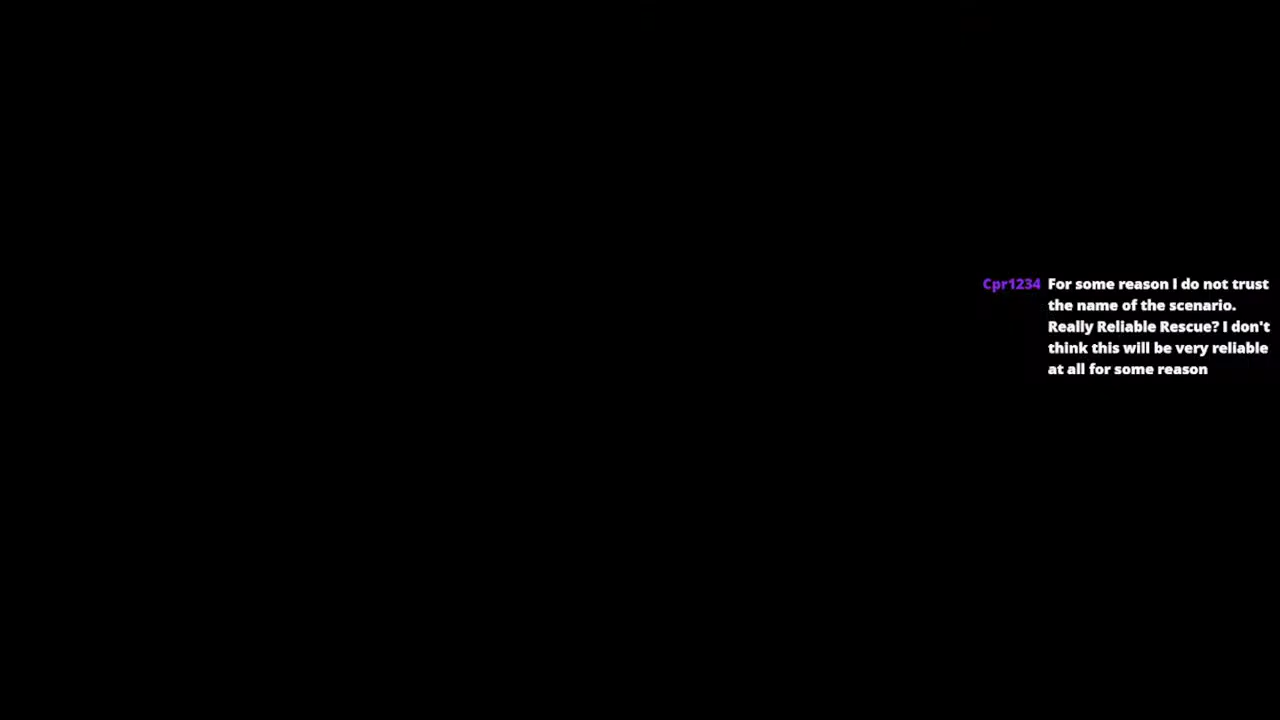 Cpr1234 For some reason I do not trust
the name of the scenario.
Really Reliable Rescue? I don't
think this will be very reliable
at all for some reason